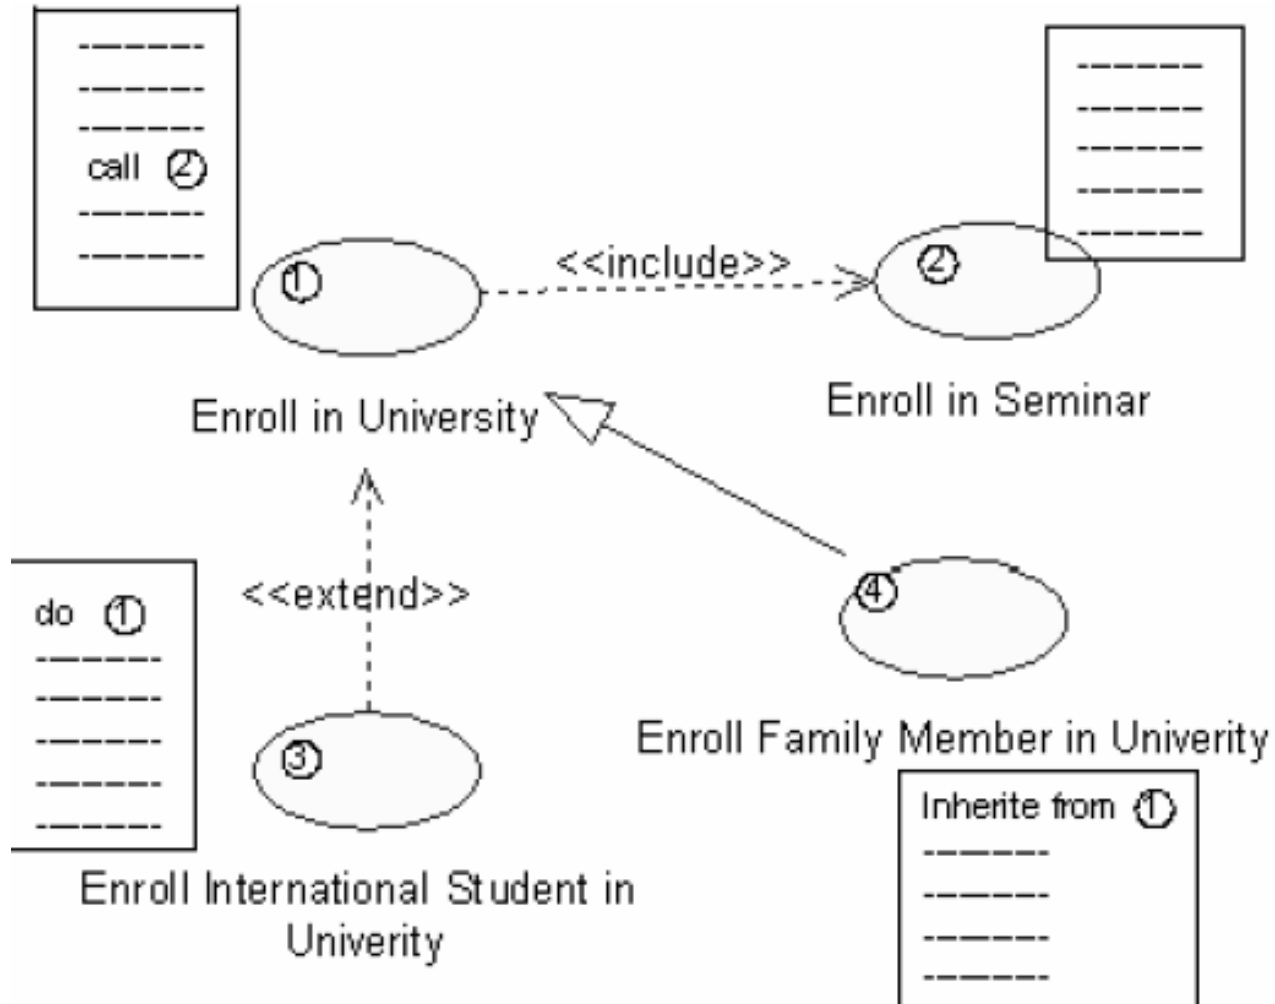 call 2
1
<<include>>
2
Enroll in University
Enroll in Seminar
<<extend>>
do 1
4
3
Enroll Family Member in Univerity
Inherite from 1
Enroll International Student in
Univerity